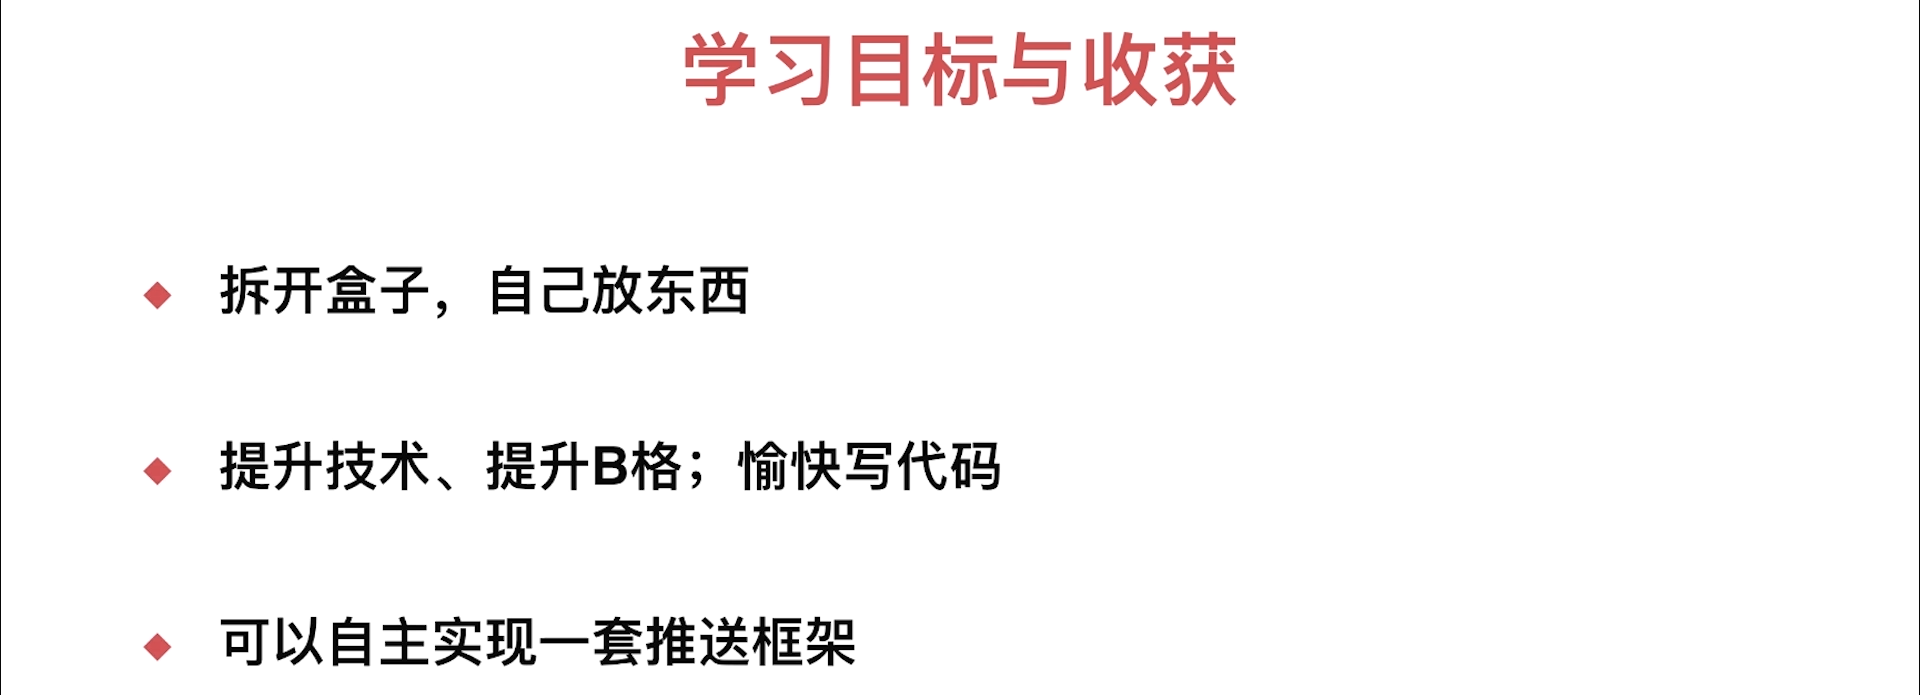 学习目标与收获
拆开盒子，自己放东西
提升技术、提升B格；愉快写代码
可以自主实现一套推送框架